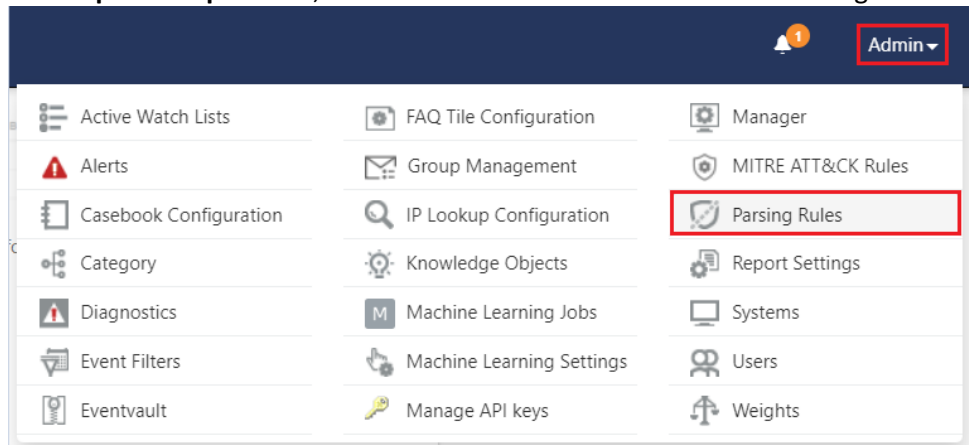 1
Admin
Active Watch Lists
FAQ Tile Configuration
Manager
Alerts
Group Management
MITRE ATT&CK Rules
Casebook Configuration
IP Lookup Configuration
Parsing Rules
Category
Knowledge Objects
Report Settings
Diagnostics
M
Machine Learning Jobs
Systems
Event Filters
Machine Learning Settings
Users
Eventvault
Manage API keys
Weights